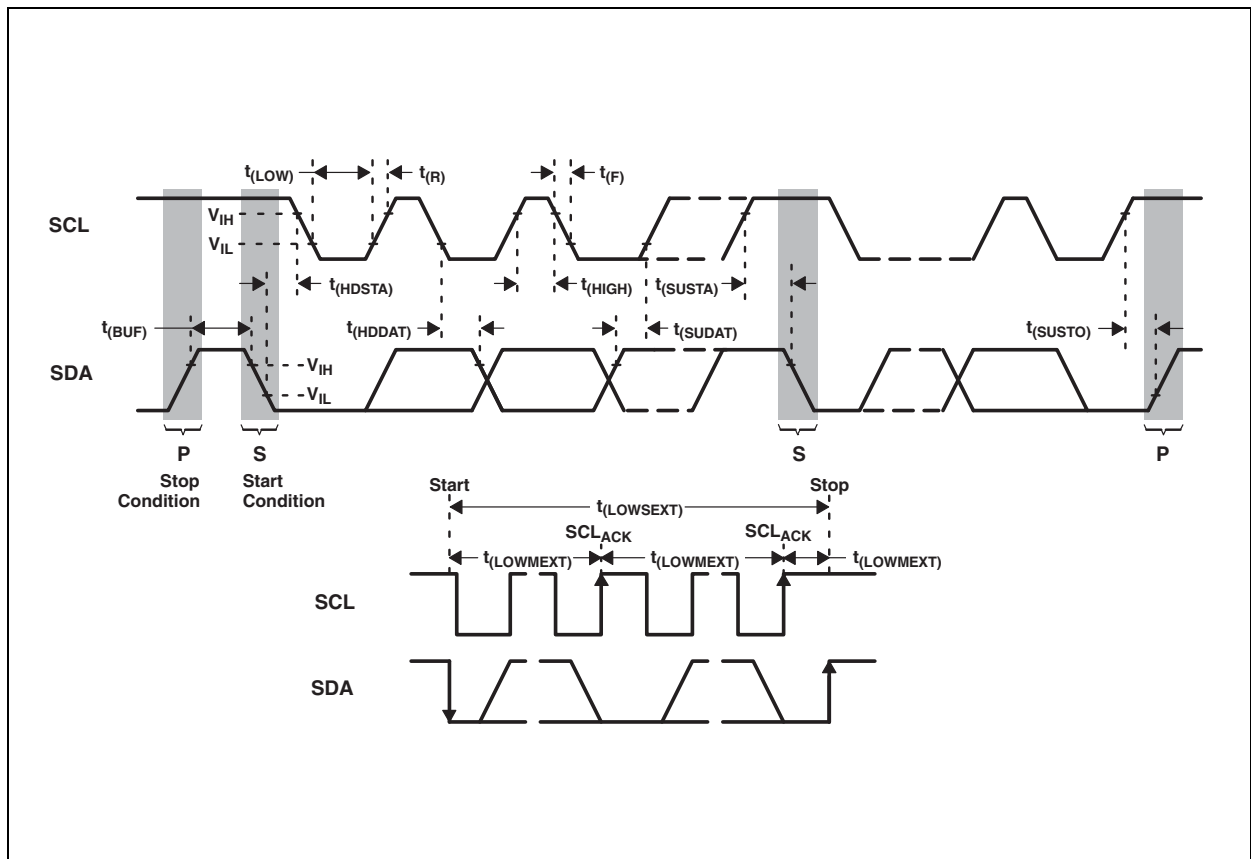 t(LOW)
t(R)
t(F)
SCL
VIH
VIL
t(HDSTA)
t(HIGH)
t(SUSTA)
t(BUF)
t(HDDAT)
t(SUDAT)
t(SUSTO)
SDA
VIH
VIL
P
S
S
P
Stop
Condition
Start
Condition
Start
Stop
t(LOWSEXT)
SCLACK
SCLACK
t(LOWMEXT)
t(LOWMEXT)
t(LOWMEXT)
SCL
SDA